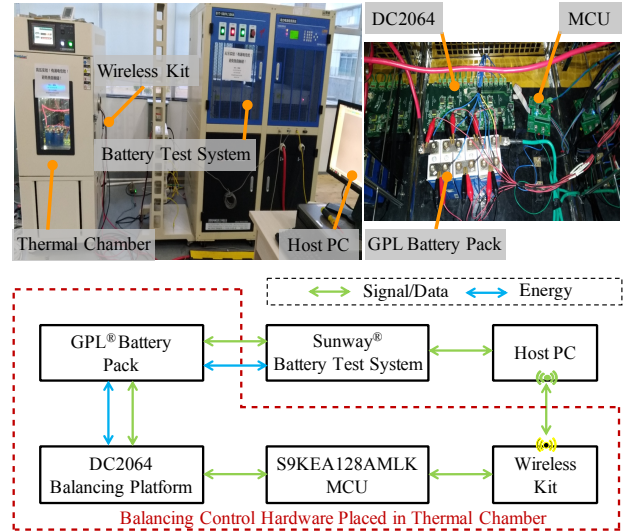 DC2064
MCU
Wireless Kit
Battery Test System
Thermal Chamber
Host PC
GPL Battery Pack
Signal/Data
Energy
GPL® Battery
Pack
Sunway®
Battery Test System
Host PC
DC2064
Balancing Platform
S9KEA128AMLK
MCU
Wireless
Kit
Balancing Control Hardware Placed in Thermal Chamber